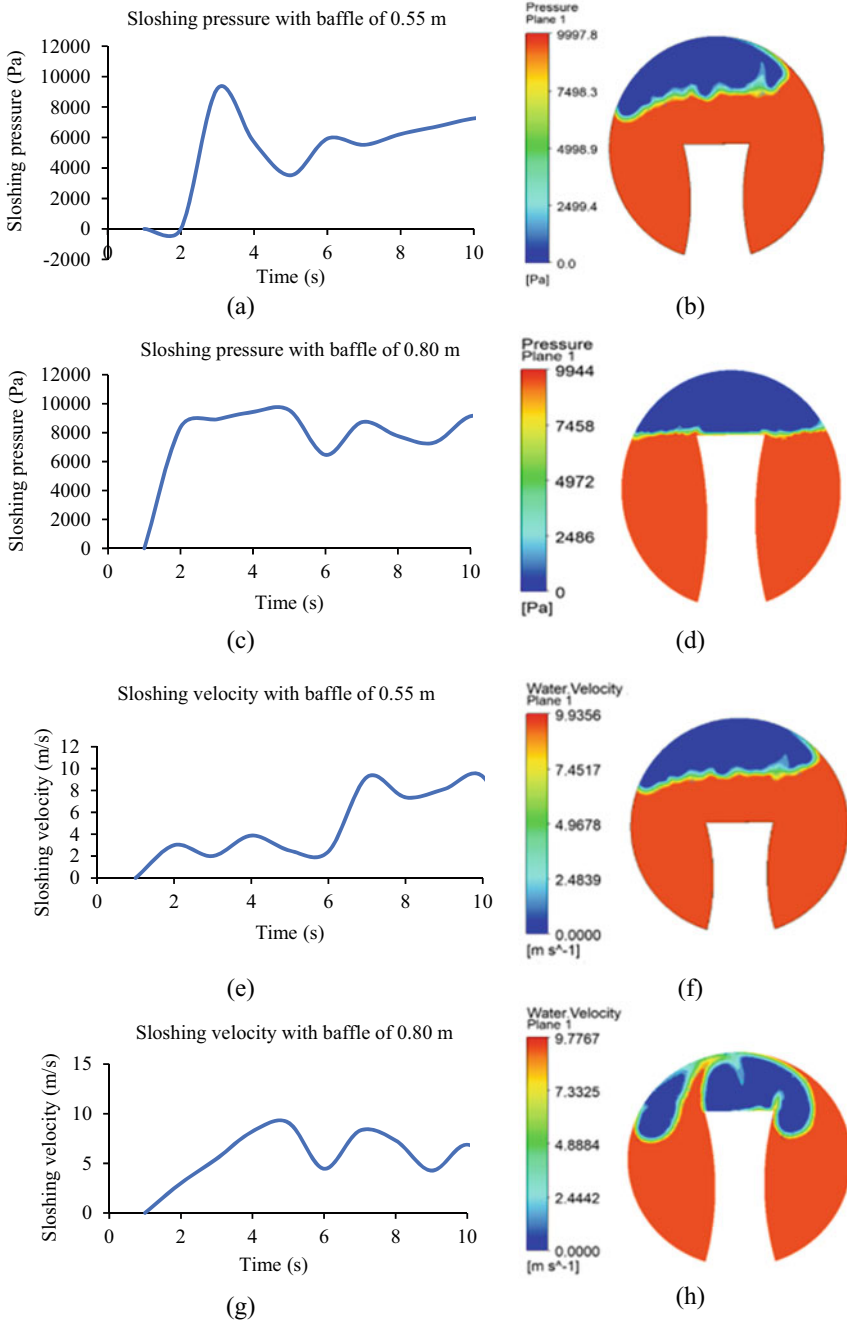 Sloshing pressure with baffle of 0.55 m
12000
10000
8000
6000
4000
2000
0
-2000
Sloshing pressure (Pa)
0 2 4 6 8 10
Time (s)
(a)
Pressure
Plane 1
9997.8
7498.3
4998.9
2499.4
0.0
[Pa]
(b)
Sloshing pressure with baffle of 0.80 m
12000
10000
8000
6000
4000
2000
0
Sloshing pressure (Pa)
0 2 4 6 8 10
Time (s)
(c)
Pressure
Plane 1
9944
7458
4972
2486
0
[Pa]
(d)
Sloshing velocity with baffle of 0.55 m
12
10
8
6
4
2
0
Sloshing velocity (m/s)
0 2 4 6 8 10
Time (s)
(e)
Water.Velocity
Plane 1
9.9356
7.4517
4.9678
2.4839
0.0000
[m s^-1]
(f)
Sloshing velocity with baffle of 0.80 m
15
10
5
0
Sloshing velocity (m/s)
0 2 4 6 8 10
Time (s)
(g)
Water.Velocity
Plane 1
9.7767
7.3325
4.8884
2.4442
0.0000
[m s^-1]
(h)